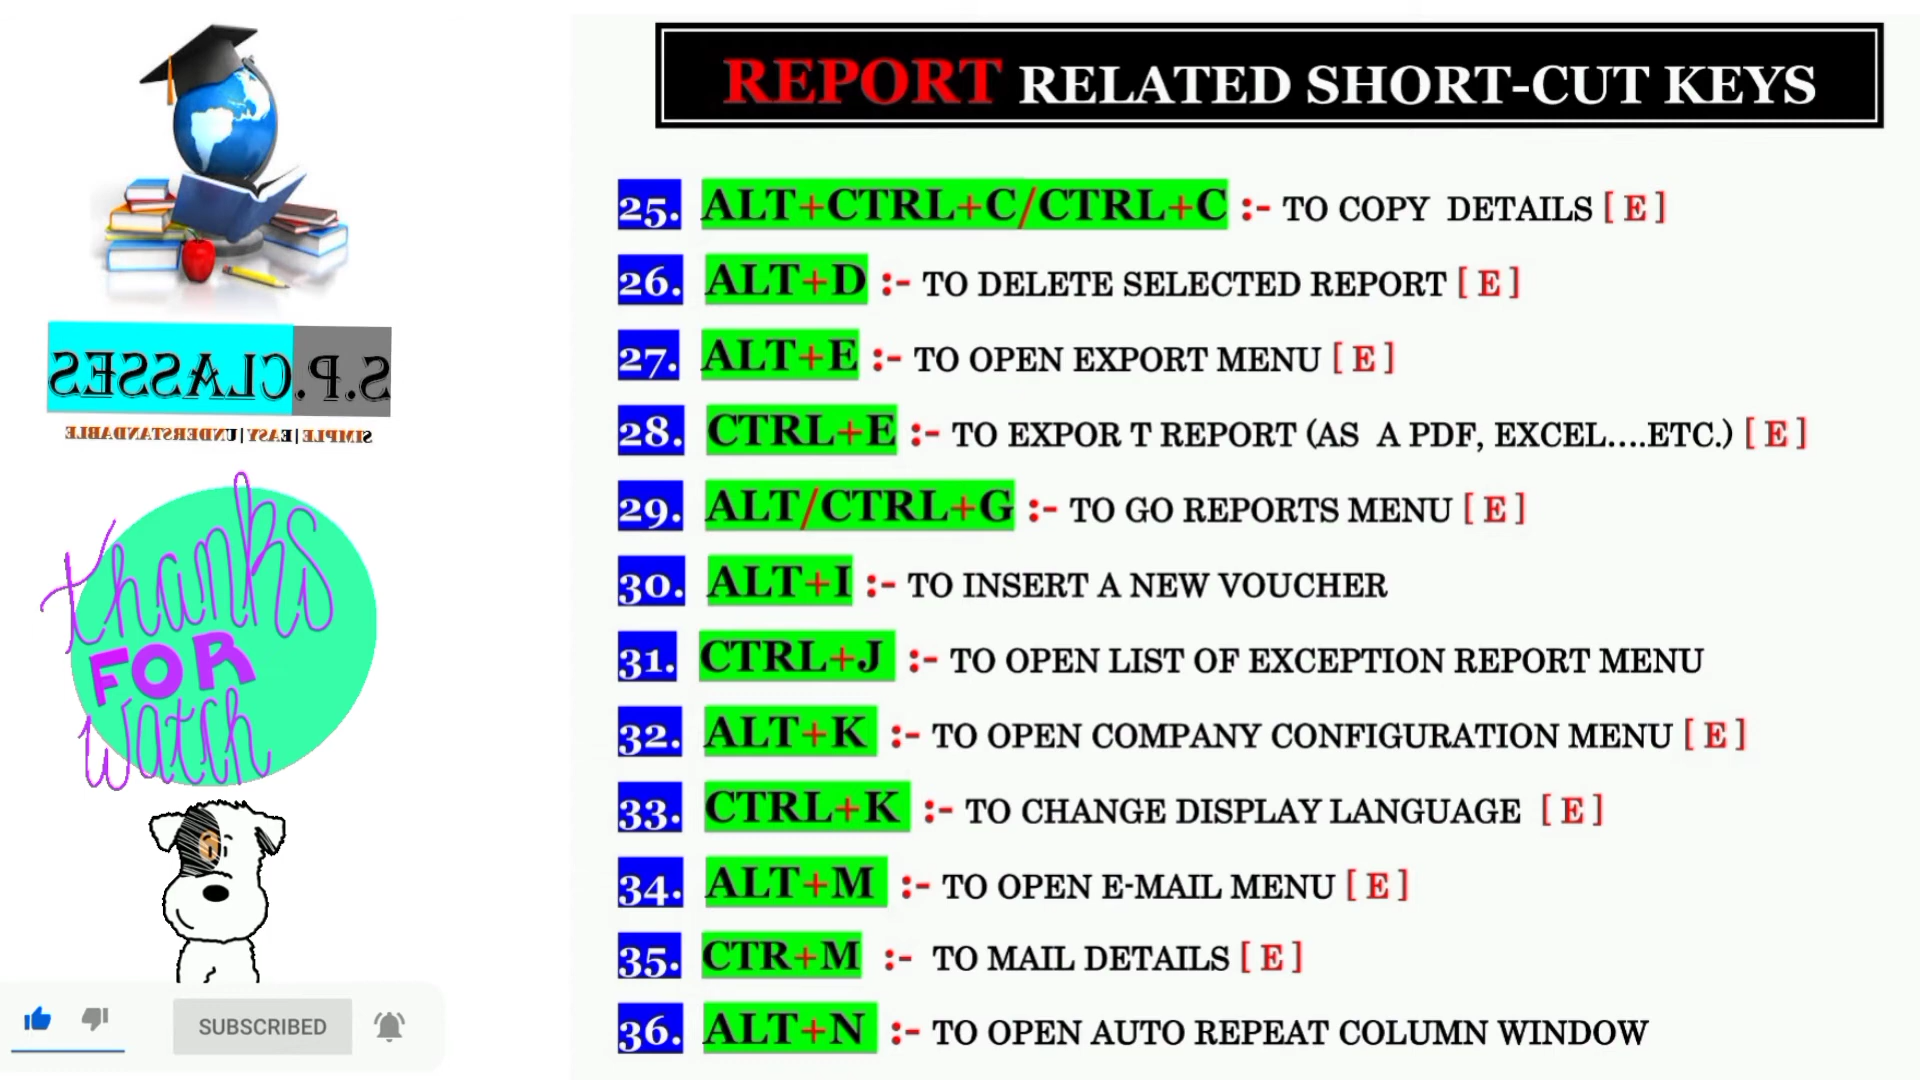 REPORT RELATED SHORT-CUT KEYS
25. ALT+CTRL+C/CTRL+C :- TO COPY DETAILS [ E ]
26. ALT+D :- TO DELETE SELECTED REPORT [ E ]
27. ALT+E :- TO OPEN EXPORT MENU [ E ]
28. CTRL+E :- TO EXPOR T REPORT (AS A PDF, EXCEL....ETC.) [ E ]
29. ALT/CTRL+G :- TO GO REPORTS MENU [ E ]
30. ALT+I :- TO INSERT A NEW VOUCHER
31. CTRL+J :- TO OPEN LIST OF EXCEPTION REPORT MENU
32. ALT+K :- TO OPEN COMPANY CONFIGURATION MENU [ E ]
33. CTRL+K :- TO CHANGE DISPLAY LANGUAGE [ E ]
34. ALT+M :- TO OPEN E-MAIL MENU [ E ]
35. CTR+M :- TO MAIL DETAILS [ E ]
36. ALT+N :- TO OPEN AUTO REPEAT COLUMN WINDOW
S.P.CLASSES
SIMPLE|EASY|UNDERSTANDABLE
thanks
FOR
watch
SUBSCRIBED